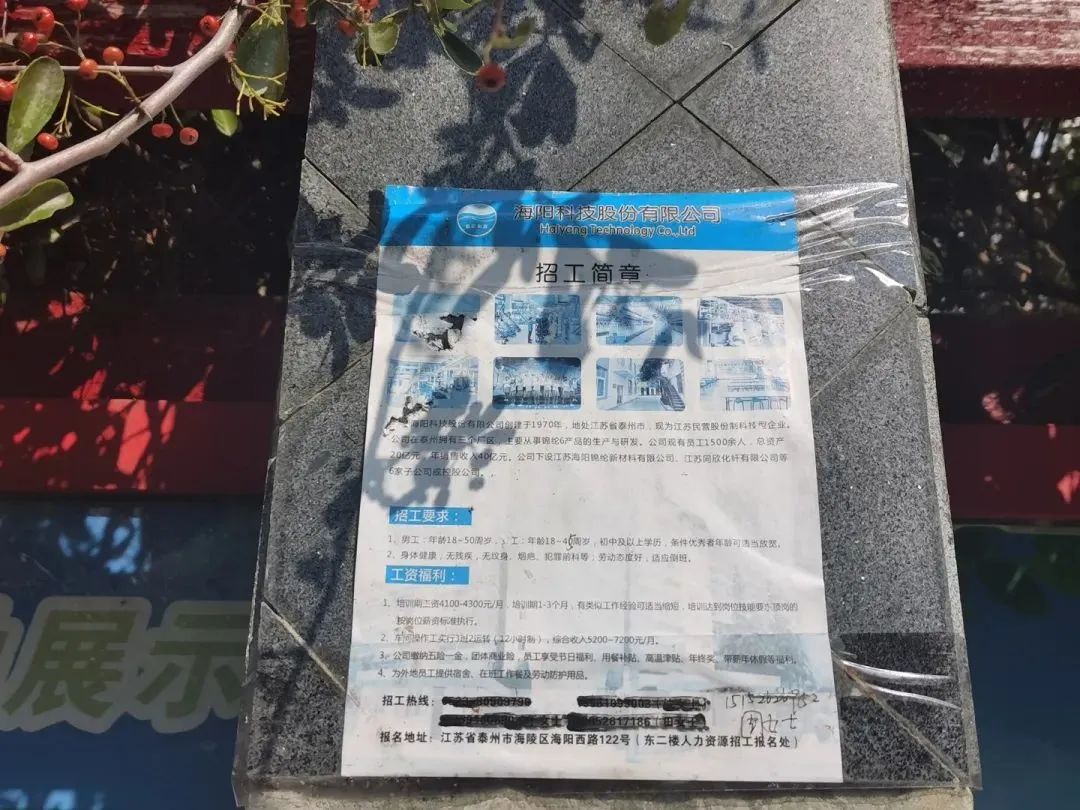 海阳科技股份有限公司
Haiyang Technology Co.,Ltd
招工简章
海阳科技股份有限公司创建于1970年，地处江苏省泰州市，现为江苏民营股份制科技型企业。
公司在泰州拥有三个厂区，主要从事锦纶6产品的生产与研发。公司现有员工1500余人，总资产
20亿元，年销售收入40亿元。公司下设江苏海阳锦纶新材料有限公司、江苏同欣化纤有限公司等
6家子公司或控股公司。
招工要求：
1、男工：年龄18~50周岁，工：年龄18~45周岁，初中及以上学历，条件优秀者年龄可适当放宽。
2、身体健康，无残疾，无纹身、烟疤、犯罪前科等；劳动态度好，适应倒班。
工资福利：
1、培训期工资4100-4300元/月，培训期1-3个月，有类似工作经验可适当缩短，培训达到岗位技能要求顶岗的
按岗位薪资标准执行。
2、车间操作工实行3班2运转（12小时制），综合收入5200~7200元/月。
3、公司缴纳五险一金，团体商业险，员工享受节日福利、用餐补贴、高温津贴、年终奖、带薪年休假等福利。
4、为外地员工提供宿舍、在班工作餐及劳动防护用品。
招工热线：
女士
报名地址：江苏省泰州市海陵区海阳西路122号（东二楼人力资源招工报名处）
展示